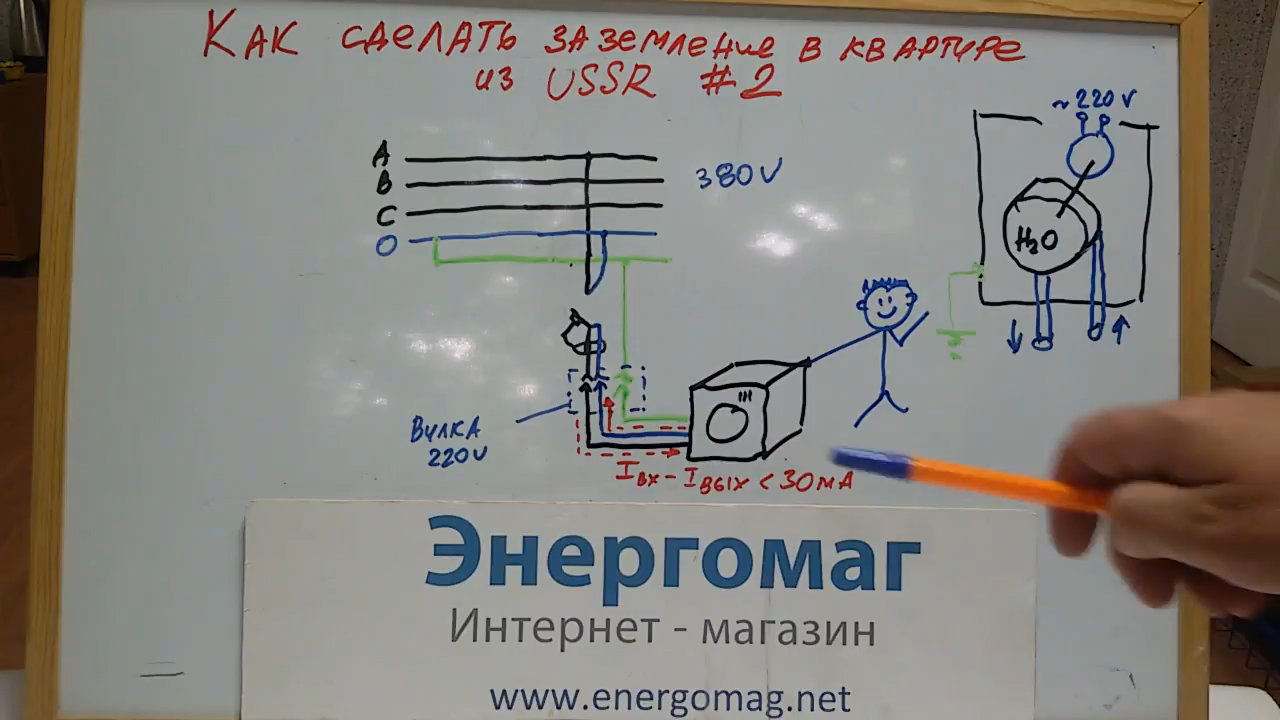 Как сделать заземление в квартире
из USSR #2
~220V
A
B
C
O
380V
H₂O
Вилка
220V
Iвх - Iвых < 30мА
Энергомаг
Интернет - магазин
www.energomag.net